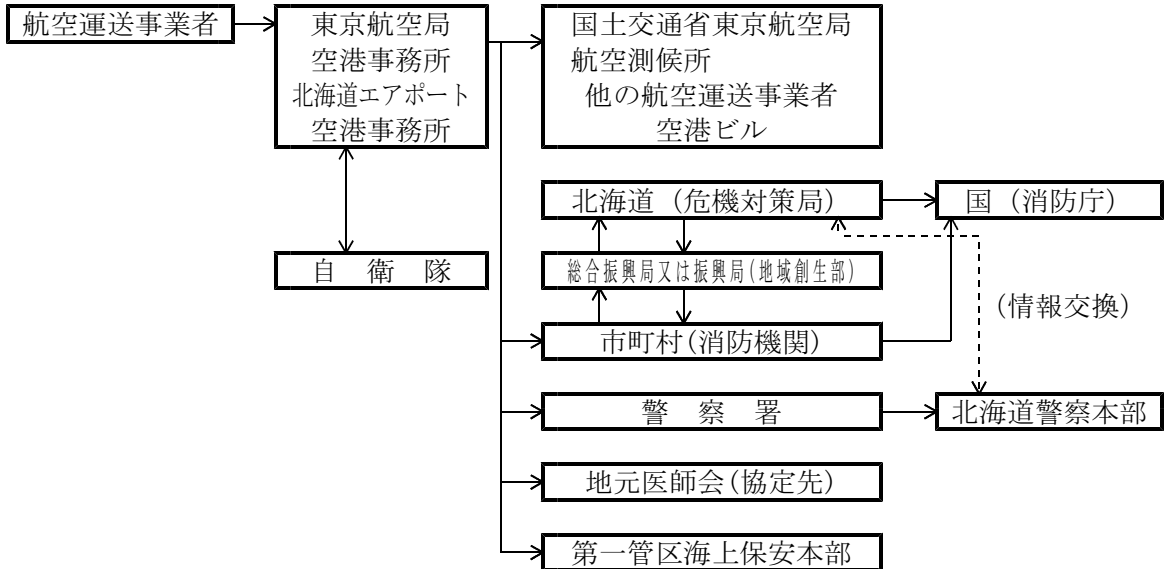 航空運送事業者
東京航空局
空港事務所
北海道エアポート
空港事務所
国土交通省東京航空局
航空測候所
他の航空運送事業者
空港ビル
北海道（危機対策局）
国（消防庁）
自　衛　隊
総合振興局又は振興局(地域創生部)
（情報交換）
市町村(消防機関)
警　察　署
北海道警察本部
地元医師会(協定先)
第一管区海上保安本部